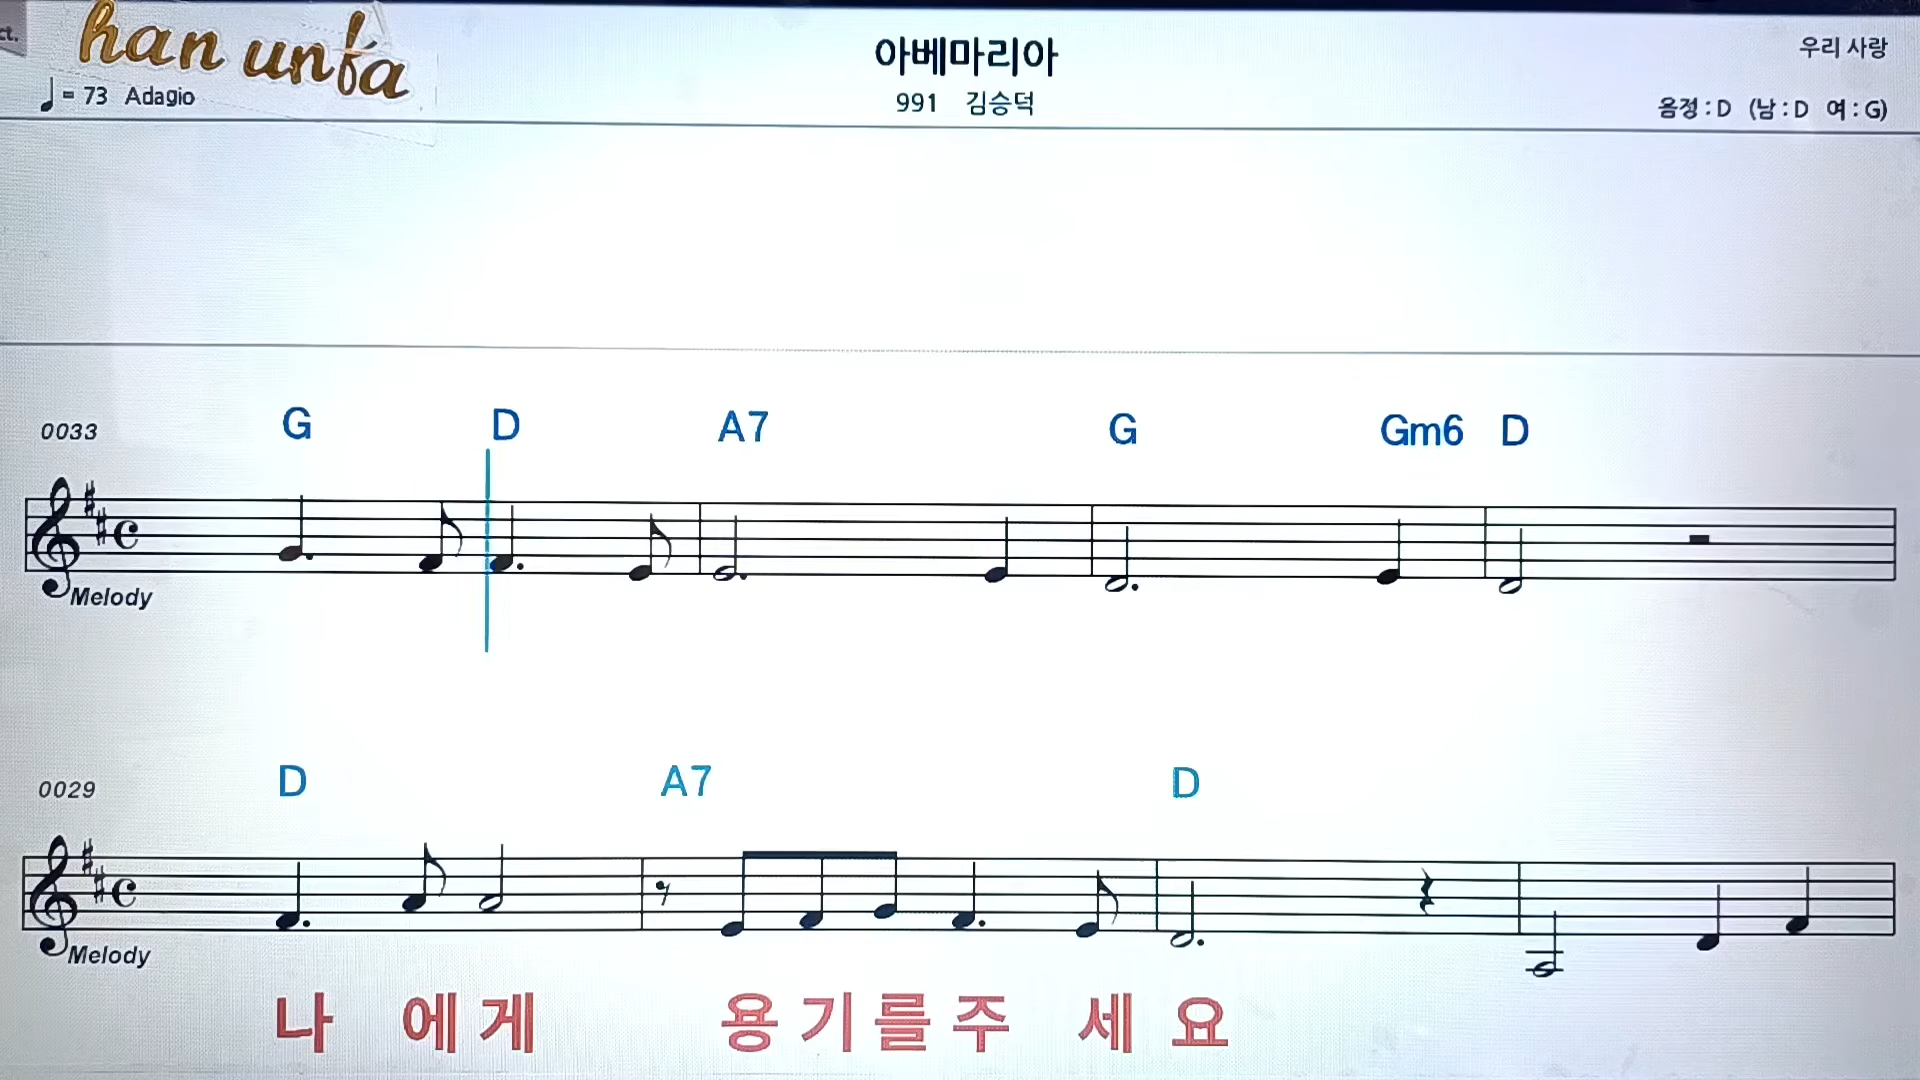 ct.
han unfa
아베마리아
우리 사랑
♩ = 73 Adagio
991 김승덕
음정 : D (남 : D 여 : G)
0033 G D A7 G Gm6 D
Melody
0029 D A7 D
Melody
나 에게 용기를주 세 요